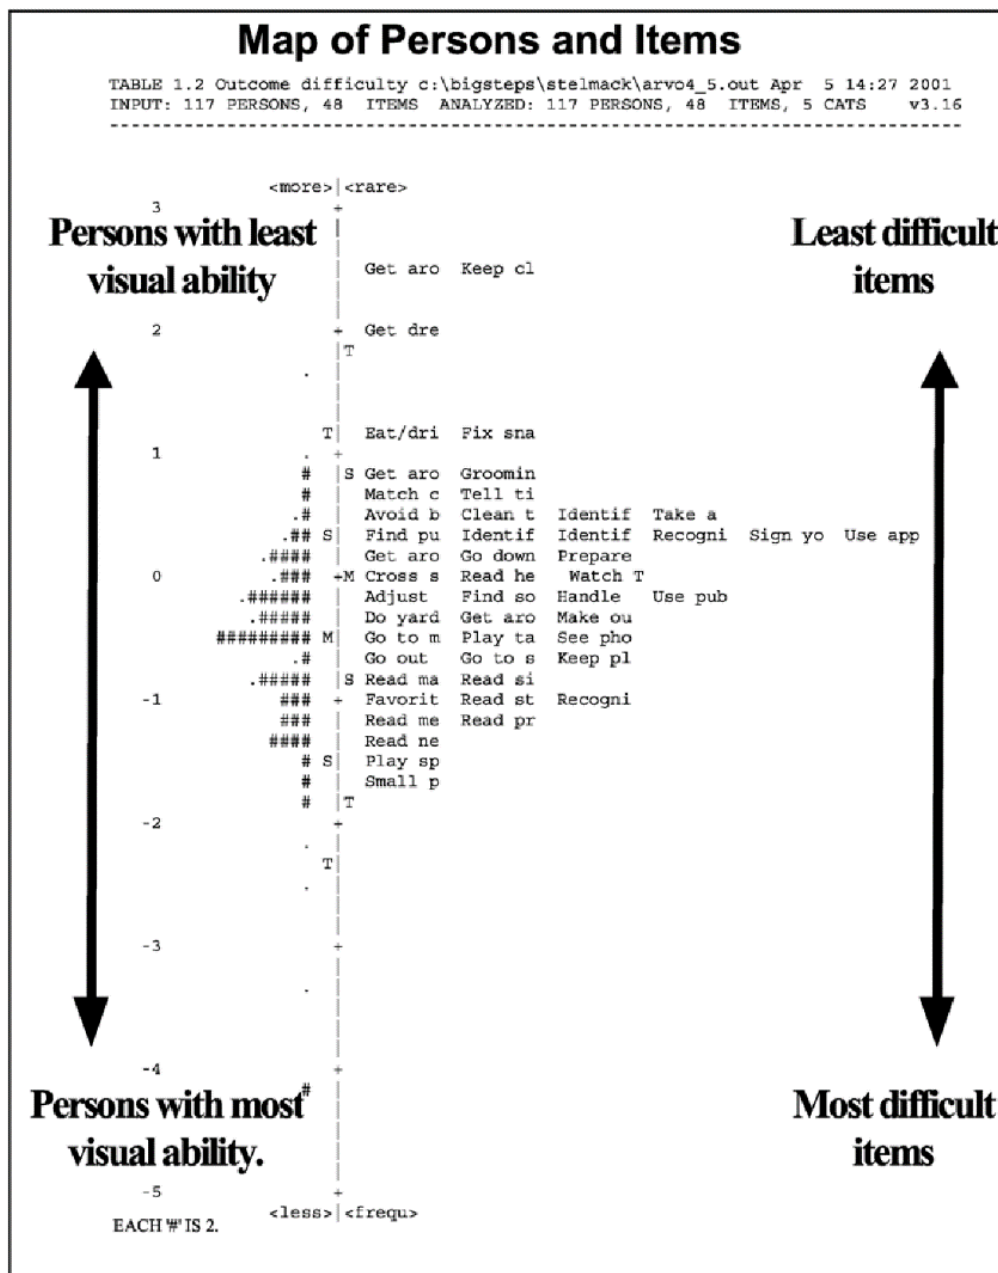 Map of Persons and Items
TABLE 1.2 Outcome difficulty c:\bigsteps\stelmack\arvo4_5.out Apr  5 14:27 2001
INPUT: 117 PERSONS, 48  ITEMS  ANALYZED: 117 PERSONS, 48  ITEMS, 5 CATS    v3.16
--------------------------------------------------------------------------------
<more>|<rare>
3 +
Persons with least visual ability
Least difficult items
| Get aro  Keep cl
2 + Get dre
|T
. |
T| Eat/dri  Fix sna
1 . +
# |S Get aro  Groomin
# | Match c  Tell ti
.# | Avoid b  Clean t  Identif  Take a
.## S| Find pu  Identif  Identif  Recogni  Sign yo  Use app
.#### | Get aro  Go down  Prepare
0 .### +M Cross s  Read he  Watch T
.###### | Adjust  Find so  Handle  Use pub
.##### | Do yard  Get aro  Make ou
######### M| Go to m  Play ta  See pho
.# | Go out  Go to s  Keep pl
.##### |S Read ma  Read si
-1 ### + Favorit  Read st  Recogni
### | Read me  Read pr
#### | Read ne
# S| Play sp
# | Small p
# |T
-2 +
. |
T|
. |
-3 +
. |
-4 +
# |
Persons with most visual ability.
Most difficult items
-5 +
<less>|<frequ>
EACH '#' IS 2.